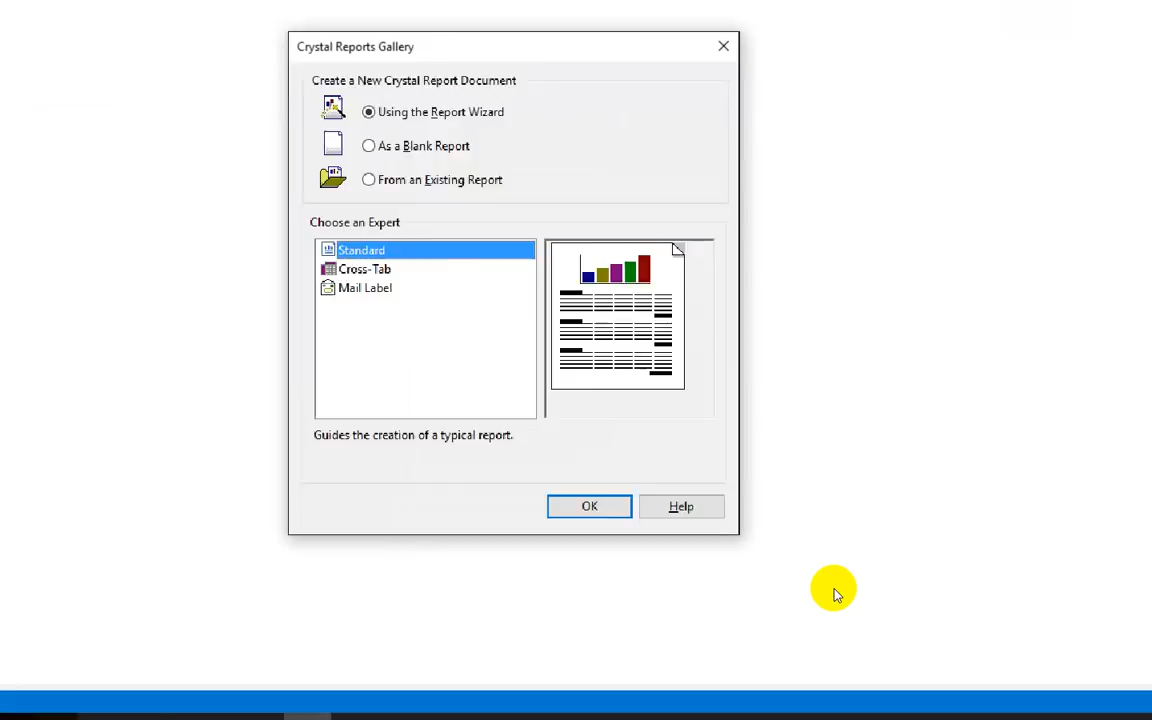 Crystal Reports Gallery
Create a New Crystal Report Document
Using the Report Wizard
As a Blank Report
From an Existing Report
Choose an Expert
Standard
Cross-Tab
Mail Label
Guides the creation of a typical report.
OK
Help